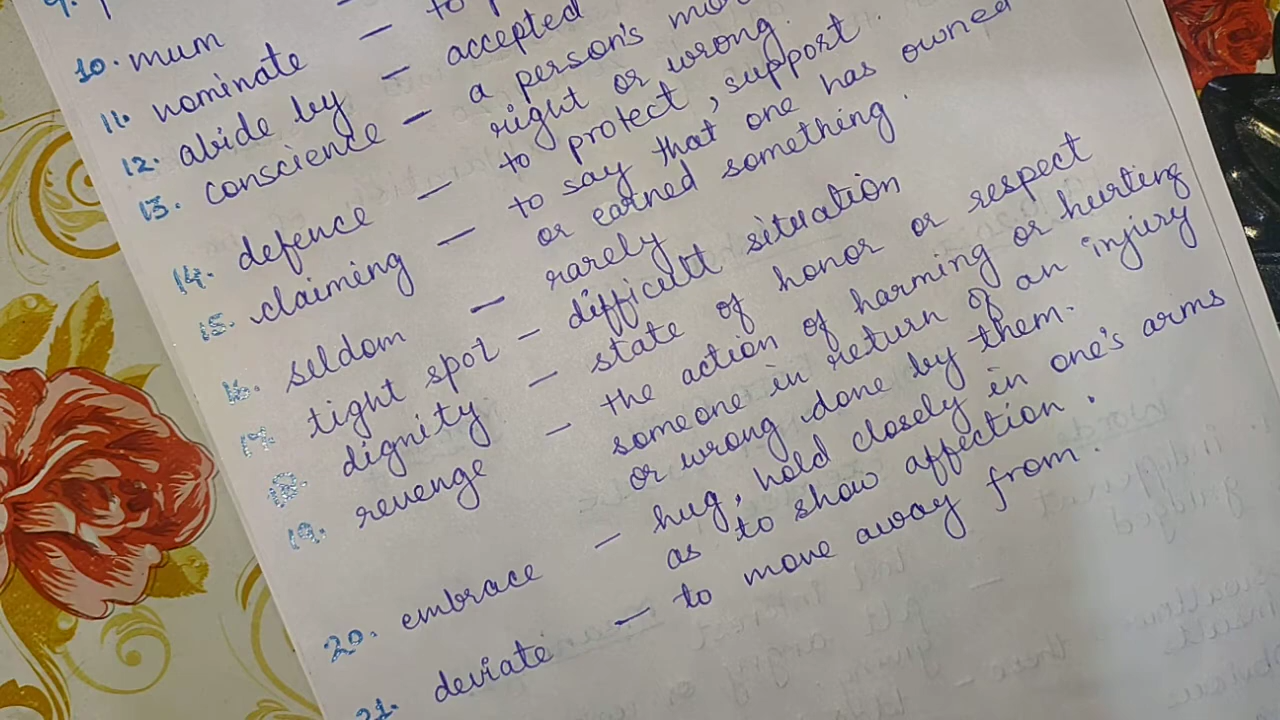 9.
10. mum —
11. nominate — to
12. abide by — accepted
13. conscience — a person's
right or wrong.
14. defence — to protect, support.
15. claiming — to say that one has owned
or earned something.
16. seldom — rarely
17. tight spot — difficult situation
18. dignity — state of honor or respect
19. revenge — the action of harming or hurting
someone in return of an injury
or wrong done by them.
20. embrace — hug, hold closely in one's arms
as to show affection.
21. deviate — to move away from.